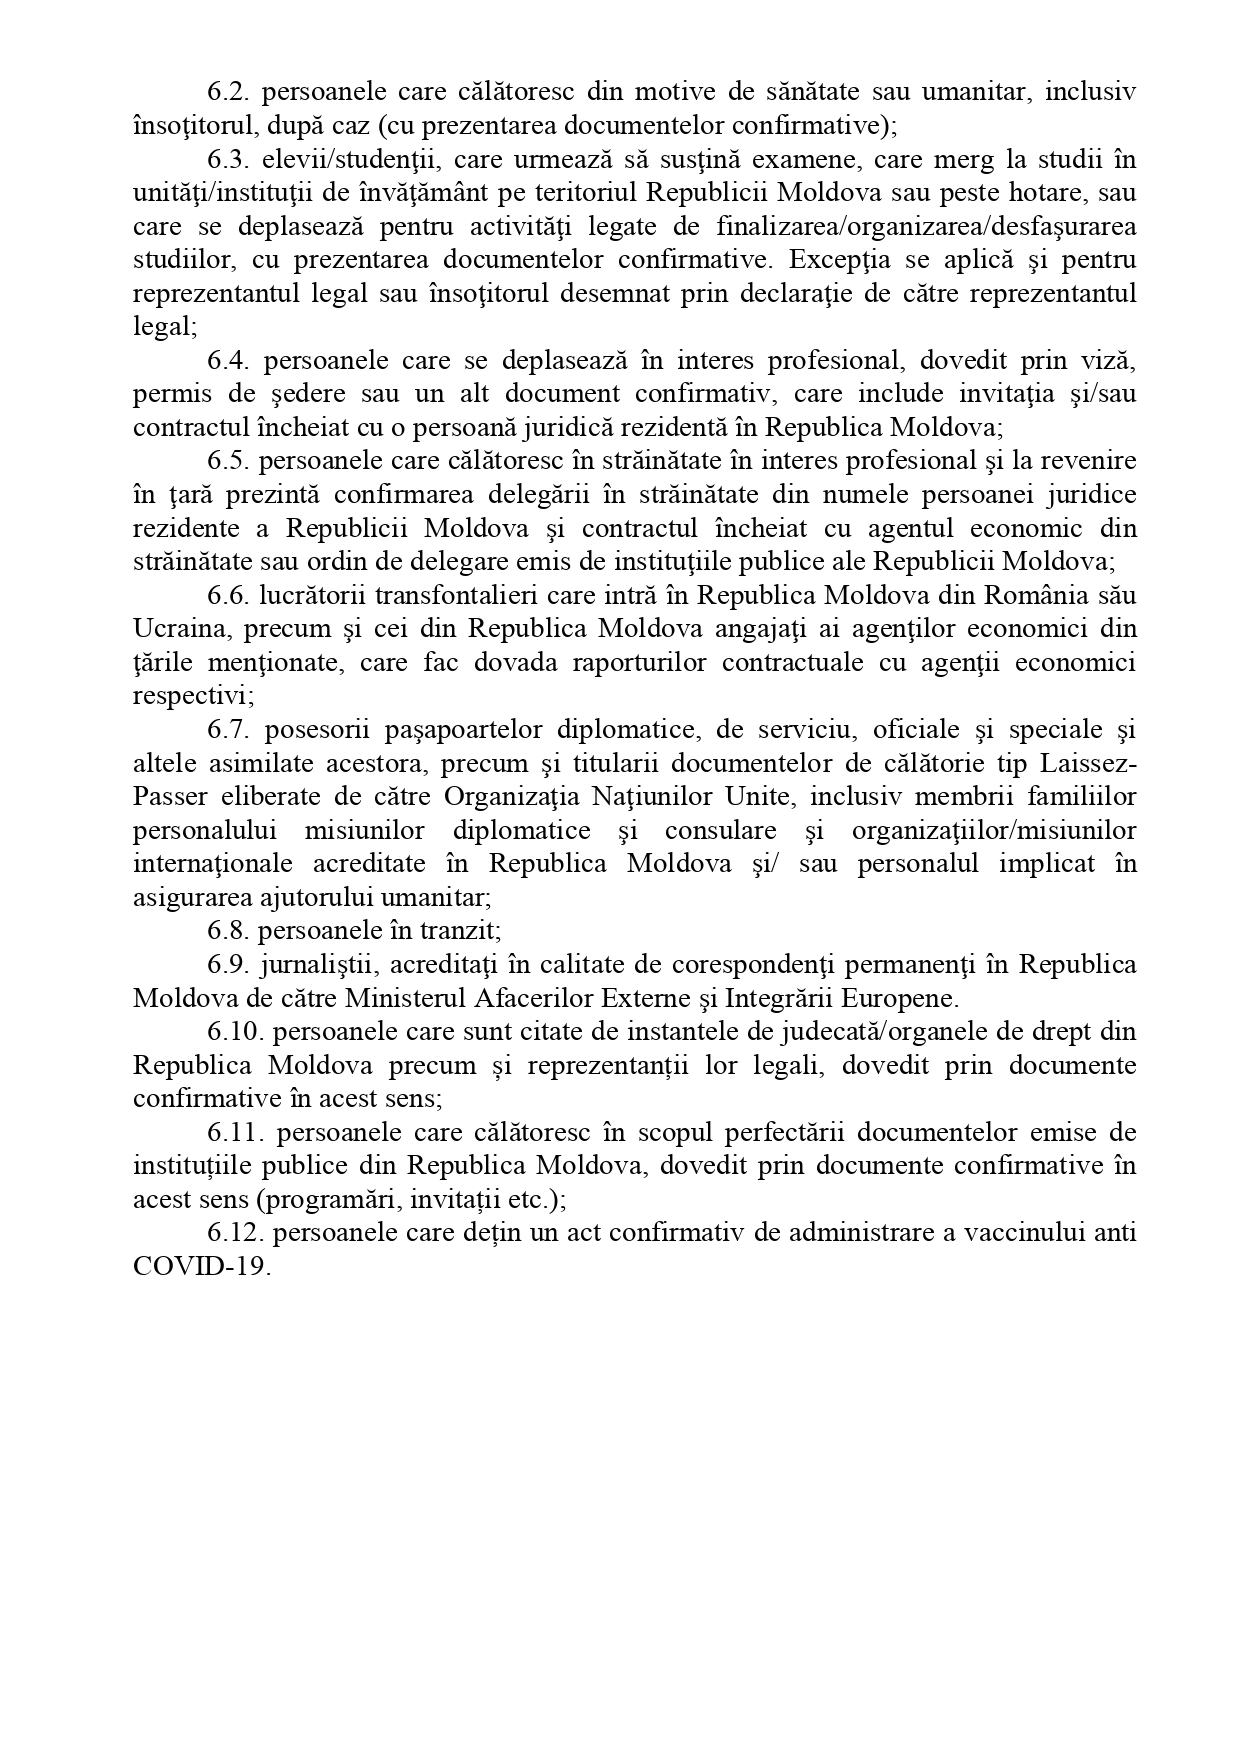 6.2. persoanele care călătoresc din motive de sănătate sau umanitar, inclusiv
însoţitorul, după caz (cu prezentarea documentelor confirmative);
6.3. elevii/studenţii, care urmează să susţină examene, care merg la studii în
unităţi/instituţii de învăţământ pe teritoriul Republicii Moldova sau peste hotare, sau
care se deplasează pentru activităţi legate de finalizarea/organizarea/desfaşurarea
studiilor, cu prezentarea documentelor confirmative. Excepţia se aplică şi pentru
reprezentantul legal sau însoţitorul desemnat prin declaraţie de către reprezentantul
legal;
6.4. persoanele care se deplasează în interes profesional, dovedit prin viză,
permis de şedere sau un alt document confirmativ, care include invitaţia şi/sau
contractul încheiat cu o persoană juridică rezidentă în Republica Moldova;
6.5. persoanele care călătoresc în străinătate în interes profesional şi la revenire
în ţară prezintă confirmarea delegării în străinătate din numele persoanei juridice
rezidente a Republicii Moldova şi contractul încheiat cu agentul economic din
străinătate sau ordin de delegare emis de instituţiile publice ale Republicii Moldova;
6.6. lucrătorii transfontalieri care intră în Republica Moldova din România său
Ucraina, precum şi cei din Republica Moldova angajaţi ai agenţilor economici din
ţările menţionate, care fac dovada raporturilor contractuale cu agenţii economici
respectivi;
6.7. posesorii paşapoartelor diplomatice, de serviciu, oficiale şi speciale şi
altele asimilate acestora, precum şi titularii documentelor de călătorie tip Laissez-
Passer eliberate de către Organizaţia Naţiunilor Unite, inclusiv membrii familiilor
personalului misiunilor diplomatice şi consulare şi organizaţiilor/misiunilor
internaţionale acreditate în Republica Moldova şi/ sau personalul implicat în
asigurarea ajutorului umanitar;
6.8. persoanele în tranzit;
6.9. jurnaliştii, acreditaţi în calitate de corespondenţi permanenţi în Republica
Moldova de către Ministerul Afacerilor Externe şi Integrării Europene.
6.10. persoanele care sunt citate de instantele de judecată/organele de drept din
Republica Moldova precum și reprezentanții lor legali, dovedit prin documente
confirmative în acest sens;
6.11. persoanele care călătoresc în scopul perfectării documentelor emise de
instituțiile publice din Republica Moldova, dovedit prin documente confirmative în
acest sens (programări, invitații etc.);
6.12. persoanele care dețin un act confirmativ de administrare a vaccinului anti
COVID-19.